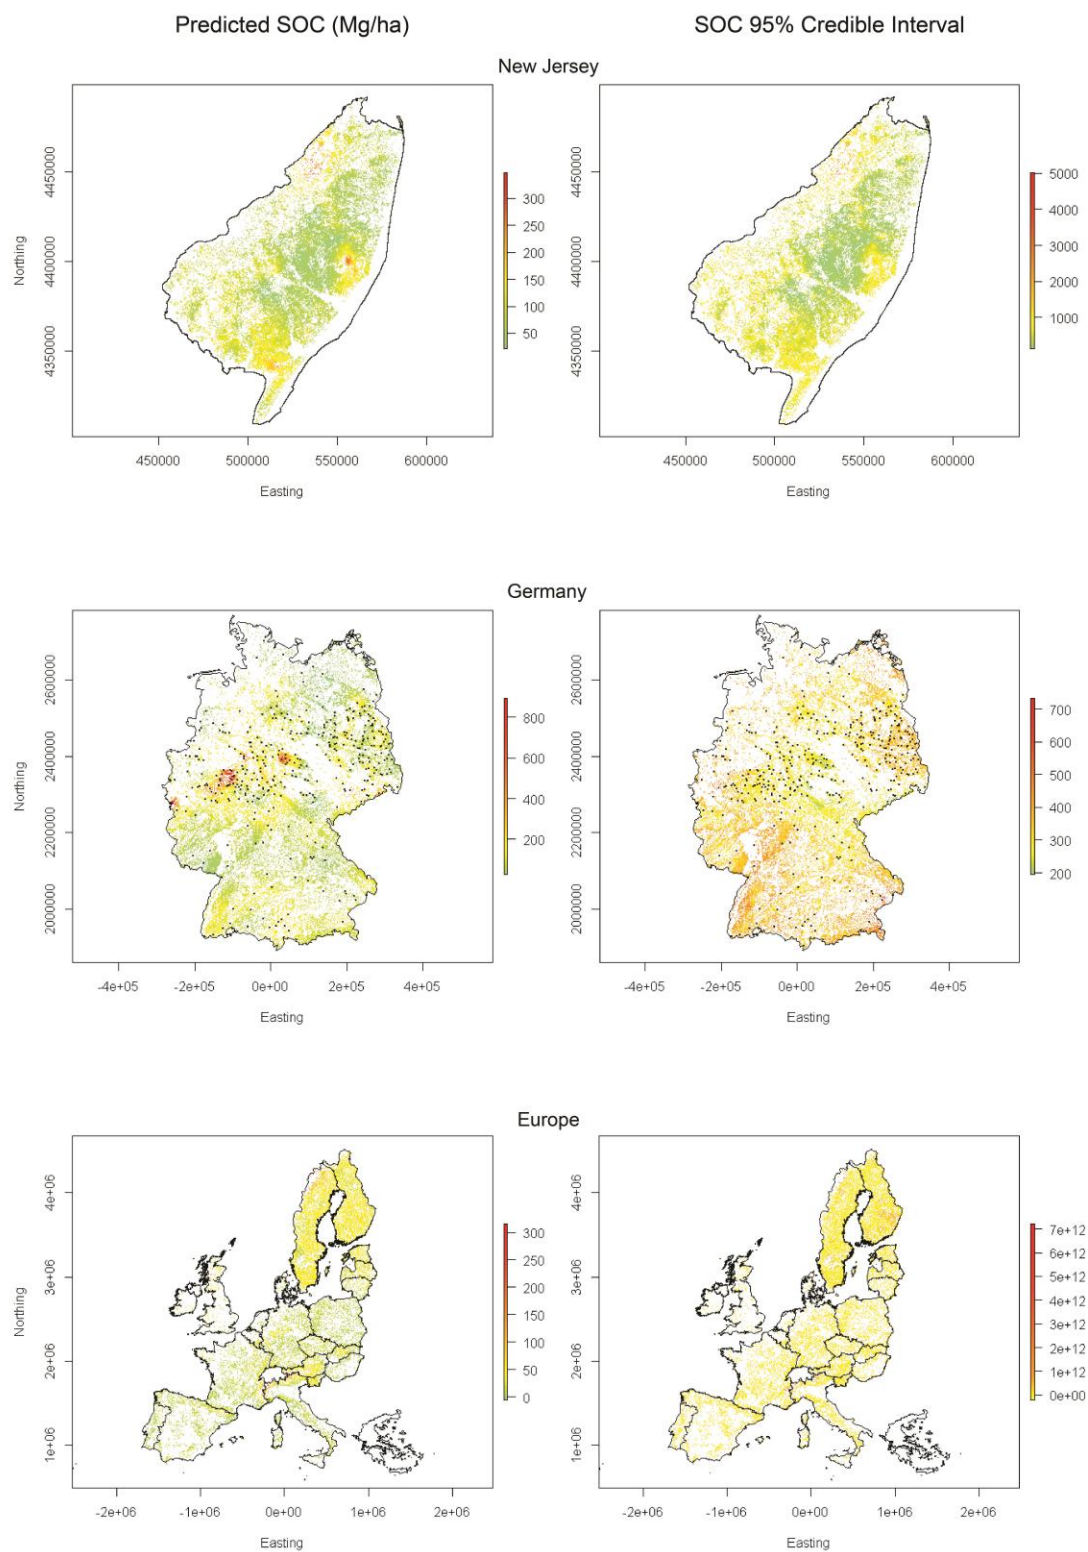 Predicted SOC (Mg/ha) SOC 95% Credible Interval
New Jersey
Northing
4450000
4400000
4350000
300
250
200
150
100
50
450000 500000 550000 600000
Easting
5000
4000
3000
2000
1000
450000 500000 550000 600000
Easting
Germany
Northing
2600000
2400000
2200000
2000000
800
600
400
200
-4e+05 -2e+05 0e+00 2e+05 4e+05
Easting
700
600
500
400
300
200
-4e+05 -2e+05 0e+00 2e+05 4e+05
Easting
Europe
Northing
4e+06
3e+06
2e+06
1e+06
300
250
200
150
100
50
0
-2e+06 -1e+06 0e+00 1e+06 2e+06
Easting
4e+06
3e+06
2e+06
1e+06
7e+12
6e+12
5e+12
4e+12
3e+12
2e+12
1e+12
0e+00
-2e+06 -1e+06 0e+00 1e+06 2e+06
Easting